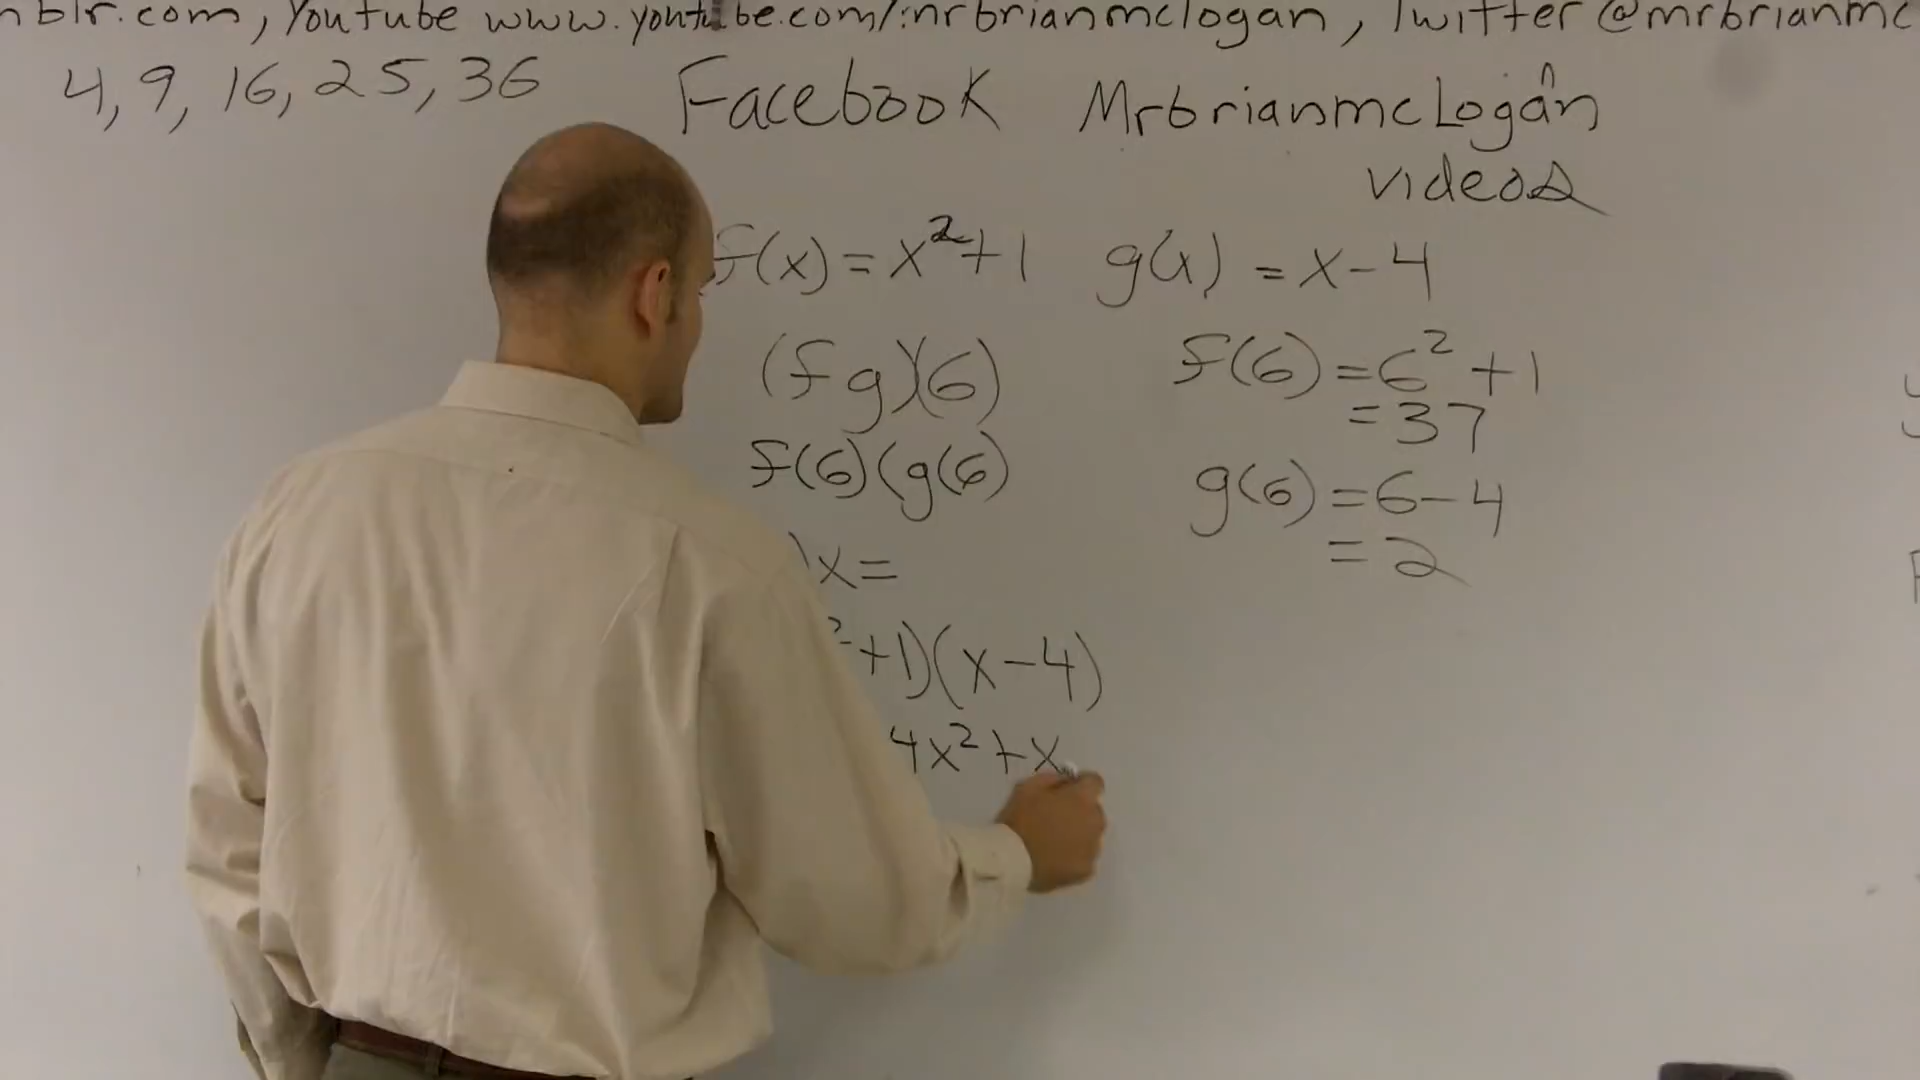 nblr.com, Youtube www.youtube.com/mrbrianmclogan, Twitter @mrbrianmc
4, 9, 16, 25, 36 Facebook MrbrianmcLogan
videos
f(x) = x²+1 g(x) = x-4
(fg)(6) f(6) = 6² + 1
= 37
f(6)(g(6) g(6) = 6-4
= 2
)x =
²+1)(x-4)
4x² + x